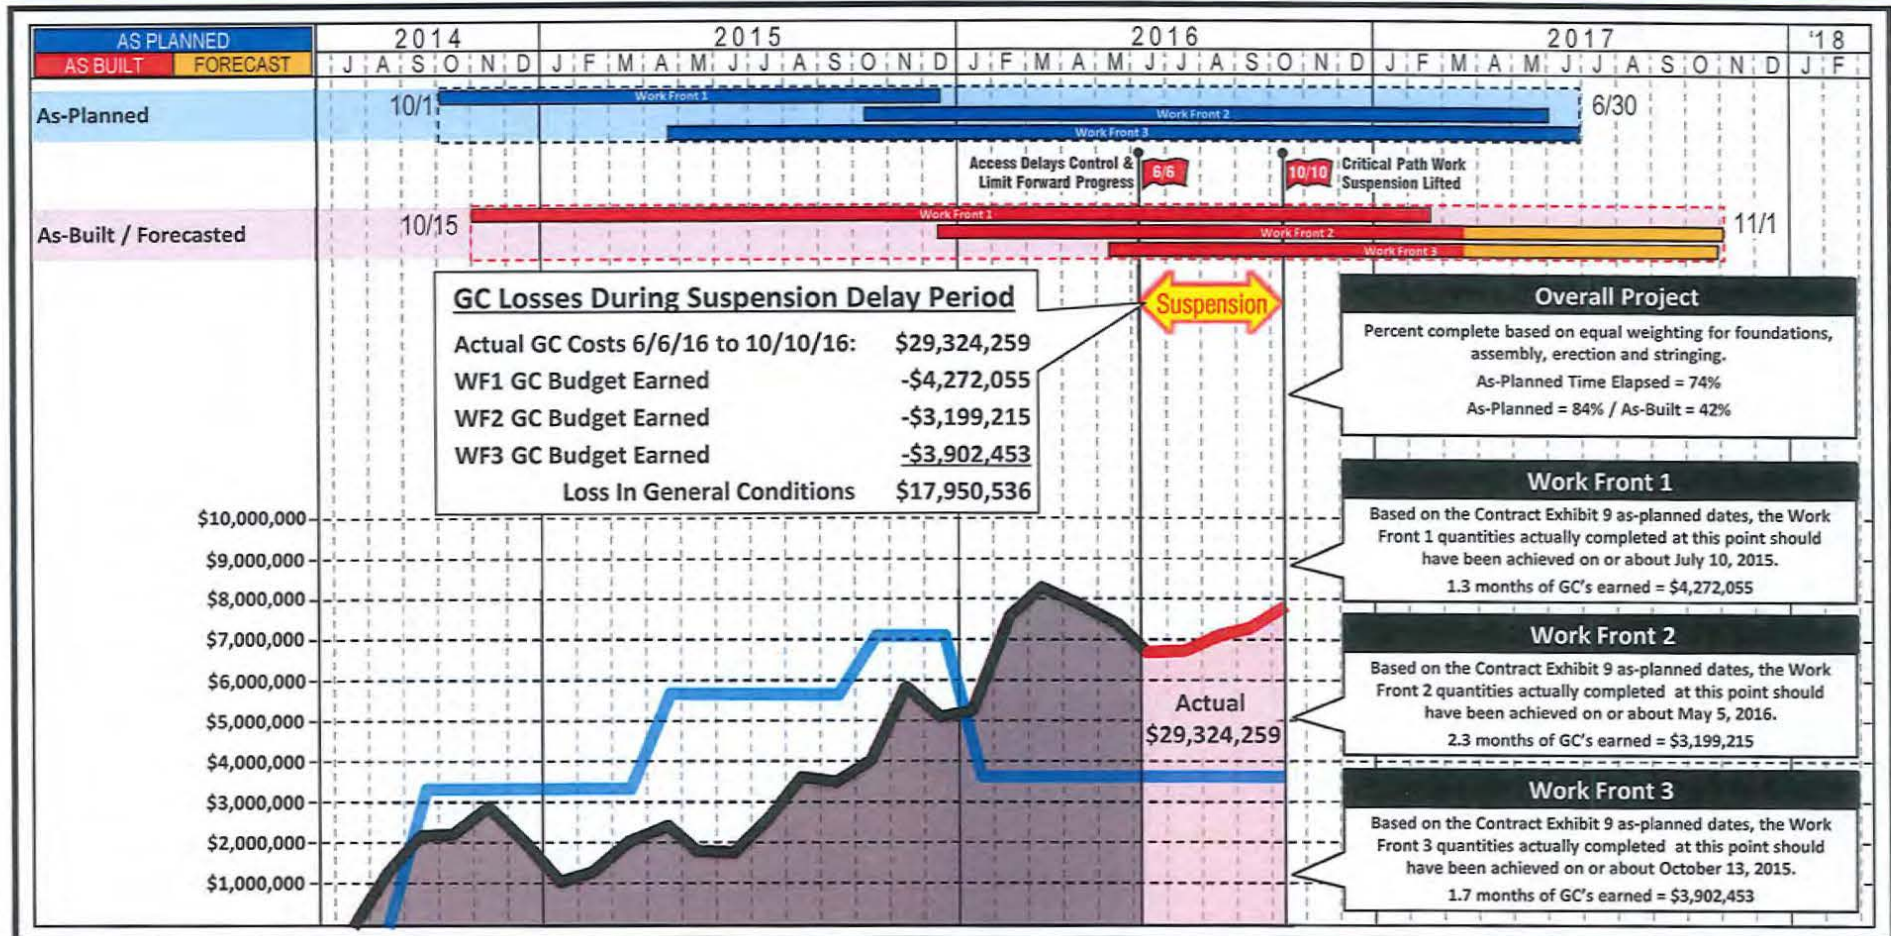 AS PLANNED
AS BUILT FORECAST
2014 2015 2016 2017 '18
J A S O N D J F M A M J J A S O N D J F M A M J J A S O N D J F M A M J J A S O N D J F
As-Planned
10/1
Work Front 1
Work Front 2
Work Front 3
6/30
Access Delays Control &
Limit Forward Progress
6/6
10/10
Critical Path Work
Suspension Lifted
As-Built / Forecasted
10/15
Work Front 1
Work Front 2
Work Front 3
11/1
GC Losses During Suspension Delay Period
Actual GC Costs 6/6/16 to 10/10/16: $29,324,259
WF1 GC Budget Earned -$4,272,055
WF2 GC Budget Earned -$3,199,215
WF3 GC Budget Earned -$3,902,453
Loss In General Conditions $17,950,536
Suspension
Overall Project
Percent complete based on equal weighting for foundations,
assembly, erection and stringing.
As-Planned Time Elapsed = 74%
As-Planned = 84% / As-Built = 42%
Work Front 1
Based on the Contract Exhibit 9 as-planned dates, the Work
Front 1 quantities actually completed at this point should
have been achieved on or about July 10, 2015.
1.3 months of GC's earned = $4,272,055
Work Front 2
Based on the Contract Exhibit 9 as-planned dates, the Work
Front 2 quantities actually completed at this point should
have been achieved on or about May 5, 2016.
2.3 months of GC's earned = $3,199,215
Work Front 3
Based on the Contract Exhibit 9 as-planned dates, the Work
Front 3 quantities actually completed at this point should
have been achieved on or about October 13, 2015.
1.7 months of GC's earned = $3,902,453
$10,000,000
$9,000,000
$8,000,000
$7,000,000
$6,000,000
$5,000,000
$4,000,000
$3,000,000
$2,000,000
$1,000,000
Actual
$29,324,259